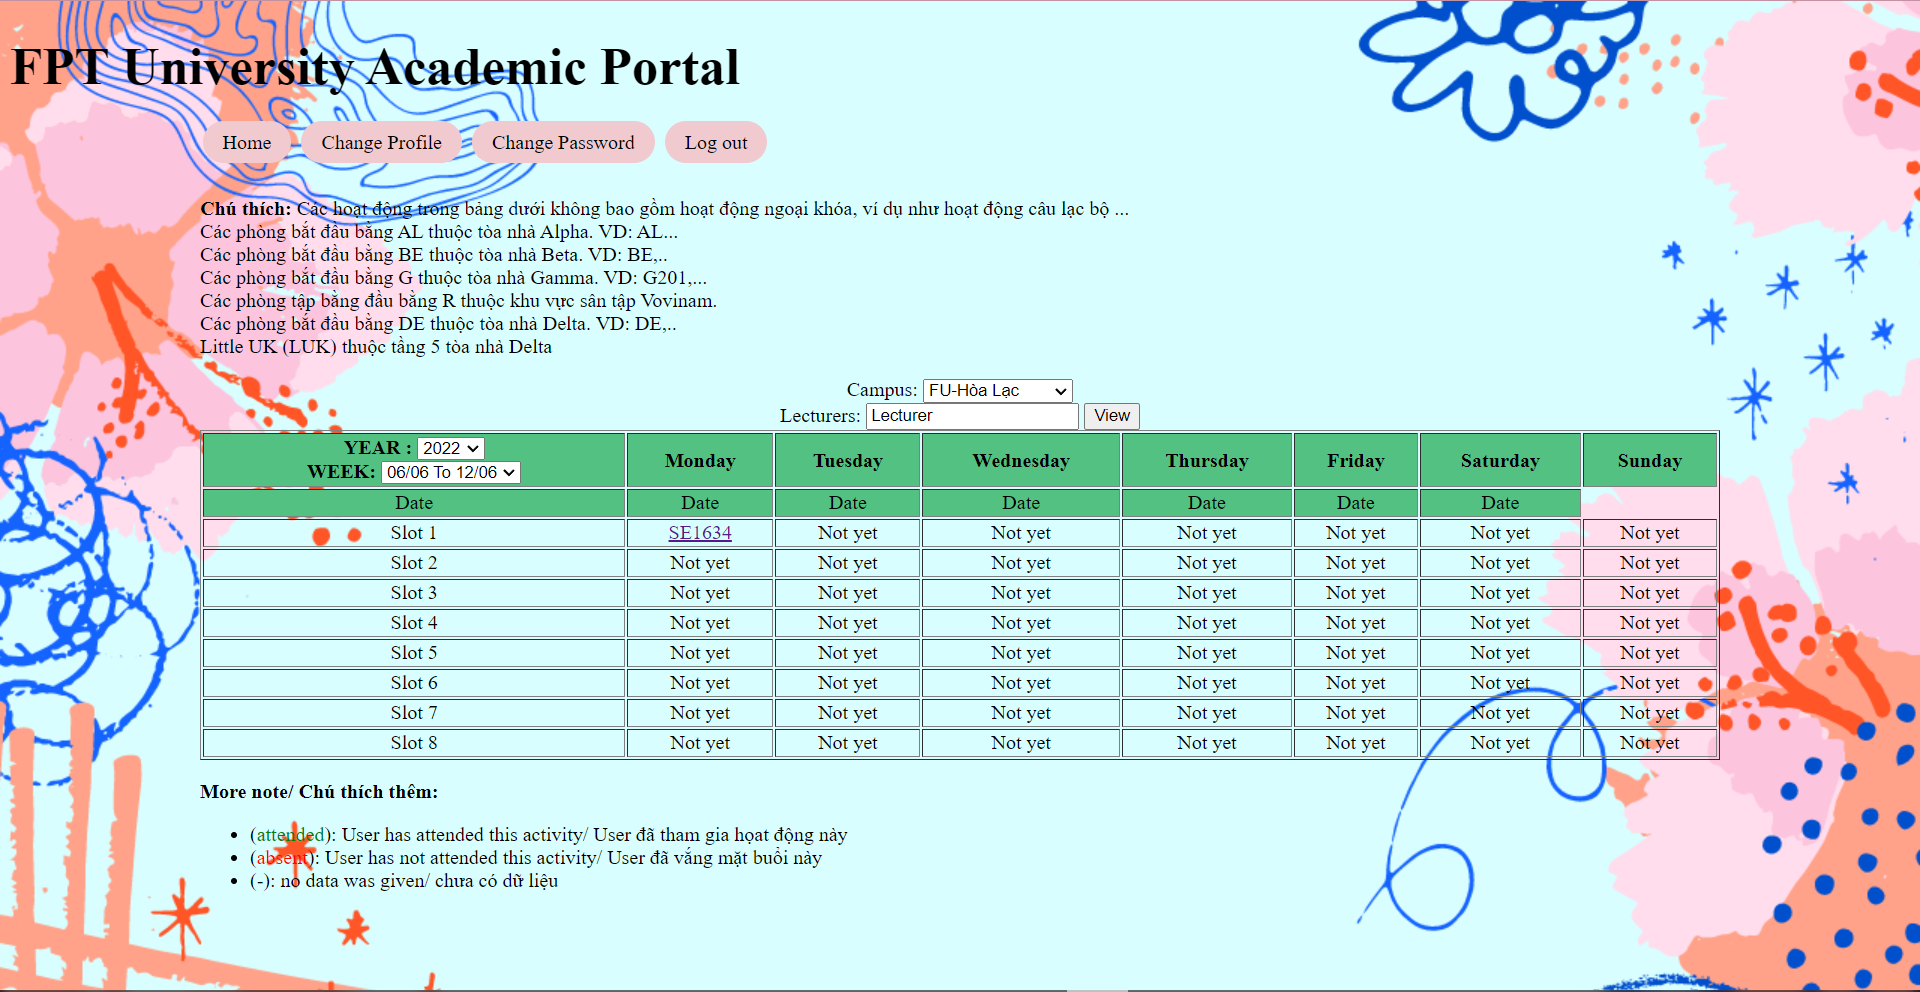 FPT University Academic Portal
Home Change Profile Change Password Log out
Chú thích: Các hoạt động trong bảng dưới không bao gồm hoạt động ngoại khóa, ví dụ như hoạt động câu lạc bộ ...
Các phòng bắt đầu bằng AL thuộc tòa nhà Alpha. VD: AL...
Các phòng bắt đầu bằng BE thuộc tòa nhà Beta. VD: BE,..
Các phòng bắt đầu bằng G thuộc tòa nhà Gamma. VD: G201,...
Các phòng tập bằng đầu bằng R thuộc khu vực sân tập Vovinam.
Các phòng bắt đầu bằng DE thuộc tòa nhà Delta. VD: DE,..
Little UK (LUK) thuộc tầng 5 tòa nhà Delta
Campus: FU-Hòa Lạc
Lecturers: Lecturer View
YEAR : 2022
WEEK: 06/06 To 12/06 Monday Tuesday Wednesday Thursday Friday Saturday Sunday
Date Date Date Date Date Date Date
Slot 1 SE1634 Not yet Not yet Not yet Not yet Not yet Not yet
Slot 2 Not yet Not yet Not yet Not yet Not yet Not yet Not yet
Slot 3 Not yet Not yet Not yet Not yet Not yet Not yet Not yet
Slot 4 Not yet Not yet Not yet Not yet Not yet Not yet Not yet
Slot 5 Not yet Not yet Not yet Not yet Not yet Not yet Not yet
Slot 6 Not yet Not yet Not yet Not yet Not yet Not yet Not yet
Slot 7 Not yet Not yet Not yet Not yet Not yet Not yet Not yet
Slot 8 Not yet Not yet Not yet Not yet Not yet Not yet Not yet
More note/ Chú thích thêm:
• (attended): User has attended this activity/ User đã tham gia họat động này
• (absent): User has not attended this activity/ User đã vắng mặt buổi này
• (-): no data was given/ chưa có dữ liệu